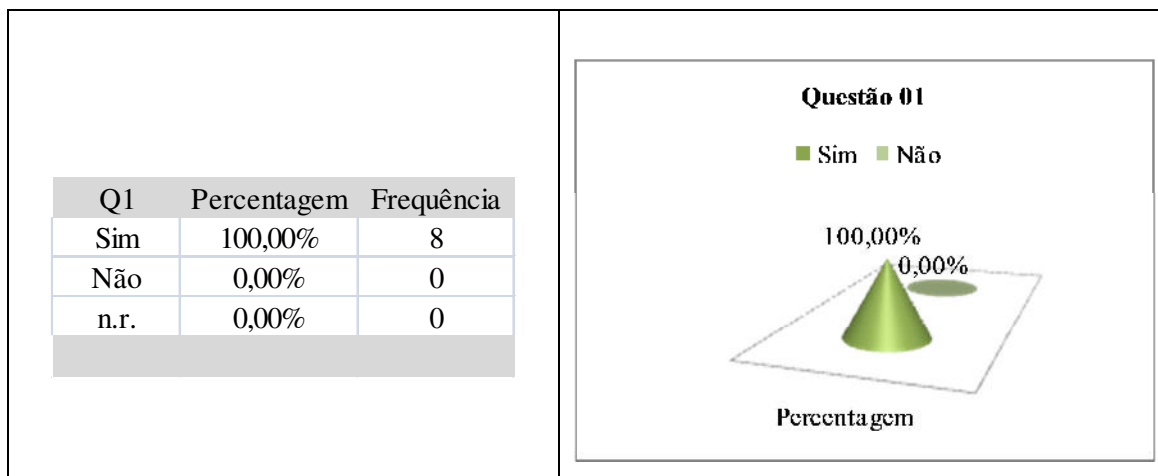 Q1 Percentagem Frequência
Sim 100,00% 8
Não 0,00% 0
n.r. 0,00% 0
Questão 01
Sim Não
100,00%
0,00%
Percentagem